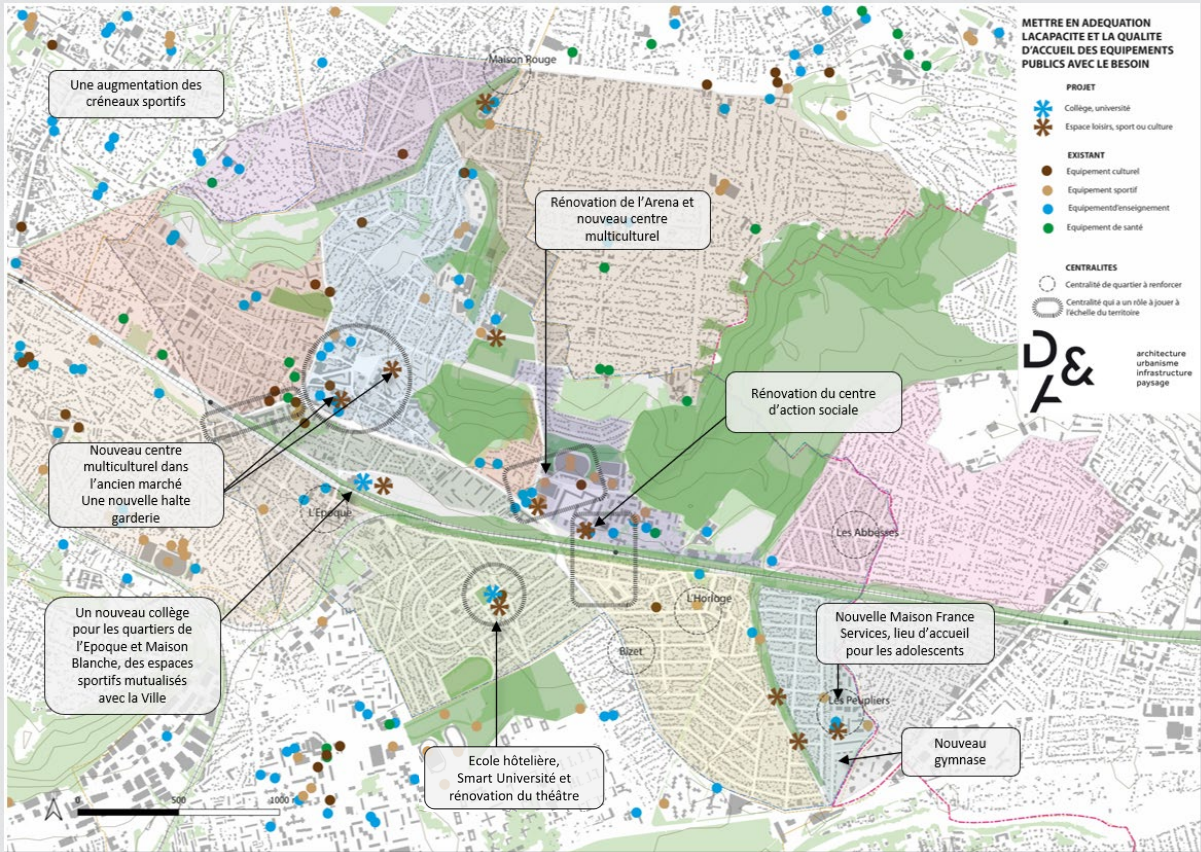 METTRE EN ADEQUATION
LACAPACITE ET LA QUALITE
D'ACCUEIL DES EQUIPEMENTS
PUBLICS AVEC LE BESOIN
PROJET
Collège, université
Espace loisirs, sport ou culture
EXISTANT
Equipement culturel
Equipement sportif
Equipementd'enseignement
Equipement de santé
CENTRALITES
Centralité de quartier à renforcer
Centralité qui a un rôle à jouer à
l'échelle du territoire
D&A
architecture
urbanisme
infrastructure
paysage
Maison Rouge
Une augmentation des
créneaux sportifs
Rénovation de l'Arena et
nouveau centre
multiculturel
Rénovation du centre
d'action sociale
Nouveau centre
multiculturel dans
l'ancien marché
Une nouvelle halte
garderie
L'Epoque
Les Abbesses
Un nouveau collège
pour les quartiers de
l'Epoque et Maison
Blanche, des espaces
sportifs mutualisés
avec la Ville
L'Horloge
Bizet
Nouvelle Maison France
Services, lieu d'accueil
pour les adolescents
Les Peupliers
Ecole hôtelière,
Smart Université et
rénovation du théâtre
Nouveau
gymnase
0 500 1000